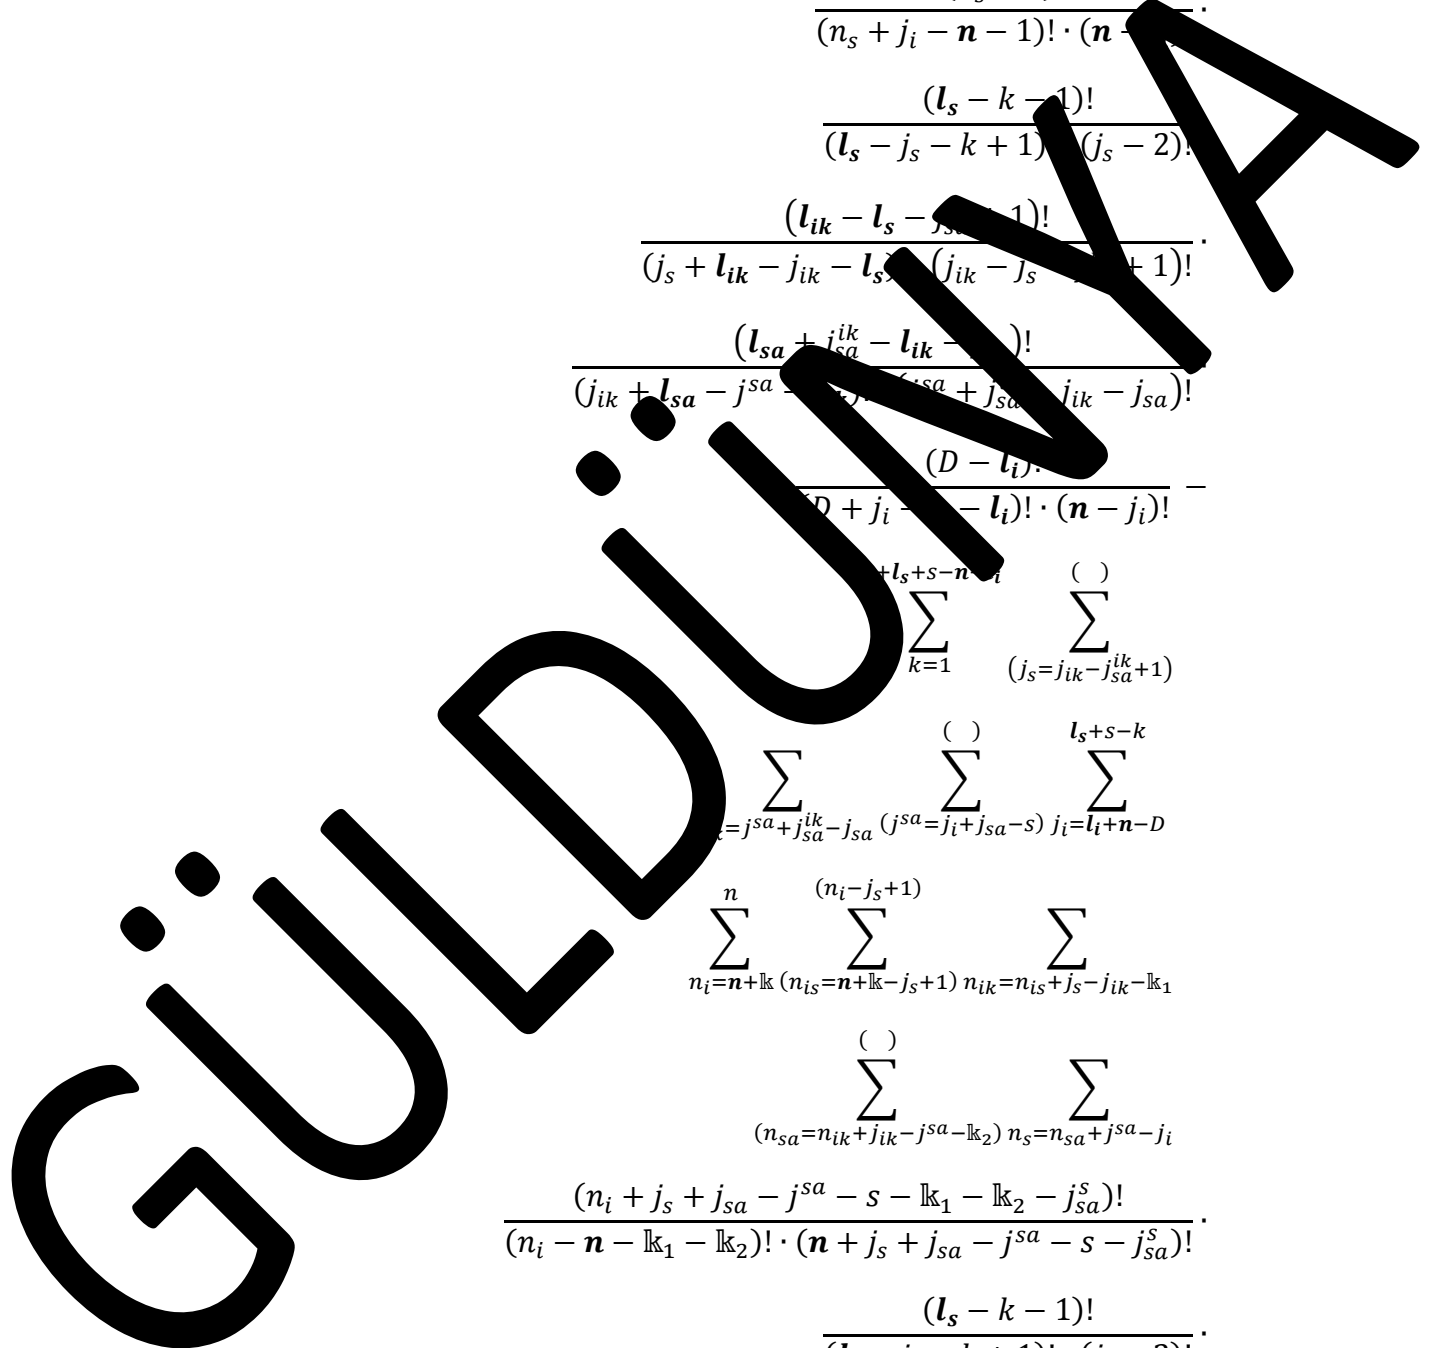 (n_s + j_i − n − 1)! · (n −
(l_s − k − 1)!
(l_s − j_s − k + 1) (j_s − 2)!
(l_ik − l_s − 1)!
(j_s + l_ik − j_ik − l_s) (j_ik − j_s + 1)! ·
(l_sa + j_sa^ik − l_ik − )!
(j_ik + l_sa − j^sa − + j_sa j_ik − j_sa)!
(D − l_i)!
D + j_i − − l_i)! · (n − j_i)! −
+l_s+s−n ( )
∑ ∑
k=1 (j_s=j_ik−j_sa^ik+1)
( ) l_s+s−k
∑ ∑ ∑
=j^sa+j_sa^ik−j_sa (j^sa=j_i+j_sa−s) j_i=l_i+n−D
n (n_i−j_s+1)
∑ ∑ ∑
n_i=n+𝕜 (n_is=n+𝕜−j_s+1) n_ik=n_is+j_s−j_ik−𝕜_1
( )
∑ ∑
(n_sa=n_ik+j_ik−j^sa−𝕜_2) n_s=n_sa+j^sa−j_i
(n_i + j_s + j_sa − j^sa − s − 𝕜_1 − 𝕜_2 − j_sa^s)!
(n_i − n − 𝕜_1 − 𝕜_2)! · (n + j_s + j_sa − j^sa − s − j_sa^s)! ·
(l_s − k − 1)! ·
GÜLDÜNYA